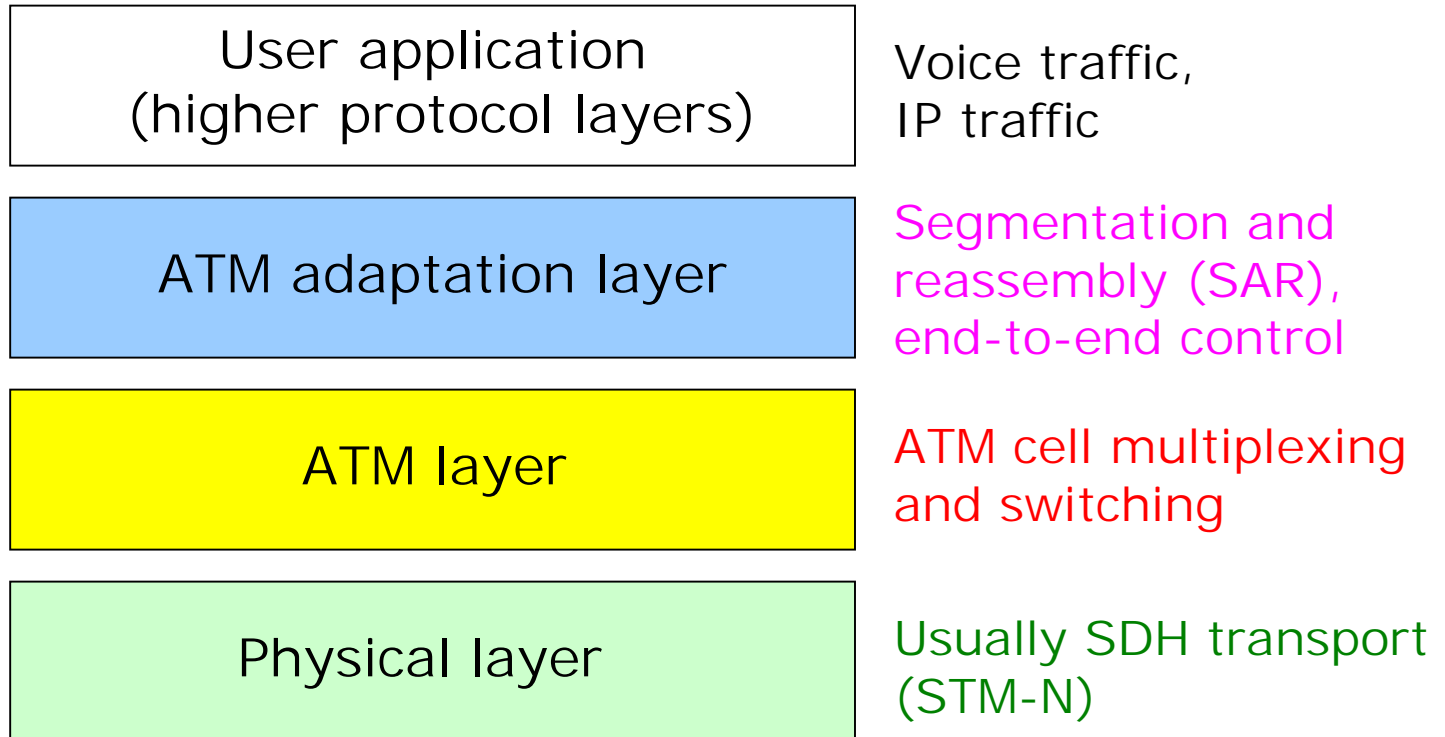 User application
(higher protocol layers)
Voice traffic,
IP traffic
ATM adaptation layer
Segmentation and
reassembly (SAR),
end-to-end control
ATM layer
ATM cell multiplexing
and switching
Physical layer
Usually SDH transport
(STM-N)